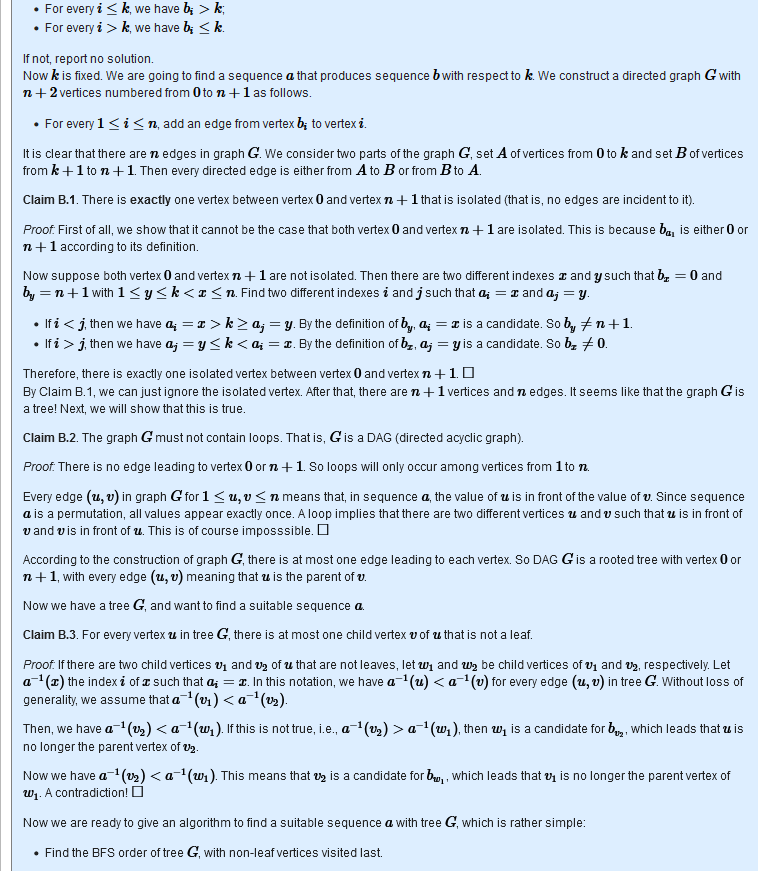 • For every i ≤ k, we have b_i > k;
• For every i > k, we have b_i ≤ k.
If not, report no solution.
Now k is fixed. We are going to find a sequence a that produces sequence b with respect to k. We construct a directed graph G with
n + 2 vertices numbered from 0 to n + 1 as follows.
• For every 1 ≤ i ≤ n, add an edge from vertex b_i to vertex i.
It is clear that there are n edges in graph G. We consider two parts of the graph G, set A of vertices from 0 to k and set B of vertices
from k + 1 to n + 1. Then every directed edge is either from A to B or from B to A.
Claim B.1. There is exactly one vertex between vertex 0 and vertex n + 1 that is isolated (that is, no edges are incident to it).
Proof: First of all, we show that it cannot be the case that both vertex 0 and vertex n + 1 are isolated. This is because b_{a_1} is either 0 or
n + 1 according to its definition.
Now suppose both vertex 0 and vertex n + 1 are not isolated. Then there are two different indexes x and y such that b_x = 0 and
b_y = n + 1 with 1 ≤ y ≤ k < x ≤ n. Find two different indexes i and j such that a_i = x and a_j = y.
• If i < j, then we have a_i = x > k ≥ a_j = y. By the definition of b_y, a_i = x is a candidate. So b_y ≠ n + 1.
• If i > j, then we have a_j = y ≤ k < a_i = x. By the definition of b_x, a_j = y is a candidate. So b_x ≠ 0.
Therefore, there is exactly one isolated vertex between vertex 0 and vertex n + 1. □
By Claim B.1, we can just ignore the isolated vertex. After that, there are n + 1 vertices and n edges. It seems like that the graph G is
a tree! Next, we will show that this is true.
Claim B.2. The graph G must not contain loops. That is, G is a DAG (directed acyclic graph).
Proof: There is no edge leading to vertex 0 or n + 1. So loops will only occur among vertices from 1 to n.
Every edge (u, v) in graph G for 1 ≤ u, v ≤ n means that, in sequence a, the value of u is in front of the value of v. Since sequence
a is a permutation, all values appear exactly once. A loop implies that there are two different vertices u and v such that u is in front of
v and v is in front of u. This is of course imposssible. □
According to the construction of graph G, there is at most one edge leading to each vertex. So DAG G is a rooted tree with vertex 0 or
n + 1, with every edge (u, v) meaning that u is the parent of v.
Now we have a tree G, and want to find a suitable sequence a.
Claim B.3. For every vertex u in tree G, there is at most one child vertex v of u that is not a leaf.
Proof: If there are two child vertices v_1 and v_2 of u that are not leaves, let w_1 and w_2 be child vertices of v_1 and v_2, respectively. Let
a^{-1}(x) the index i of x such that a_i = x. In this notation, we have a^{-1}(u) < a^{-1}(v) for every edge (u, v) in tree G. Without loss of
generality, we assume that a^{-1}(v_1) < a^{-1}(v_2).
Then, we have a^{-1}(v_2) < a^{-1}(w_1). If this is not true, i.e., a^{-1}(v_2) > a^{-1}(w_1), then w_1 is a candidate for b_{v_2}, which leads that u is
no longer the parent vertex of v_2.
Now we have a^{-1}(v_2) < a^{-1}(w_1). This means that v_2 is a candidate for b_{w_1}, which leads that v_1 is no longer the parent vertex of
w_1. A contradiction! □
Now we are ready to give an algorithm to find a suitable sequence a with tree G, which is rather simple:
• Find the BFS order of tree G, with non-leaf vertices visited last.